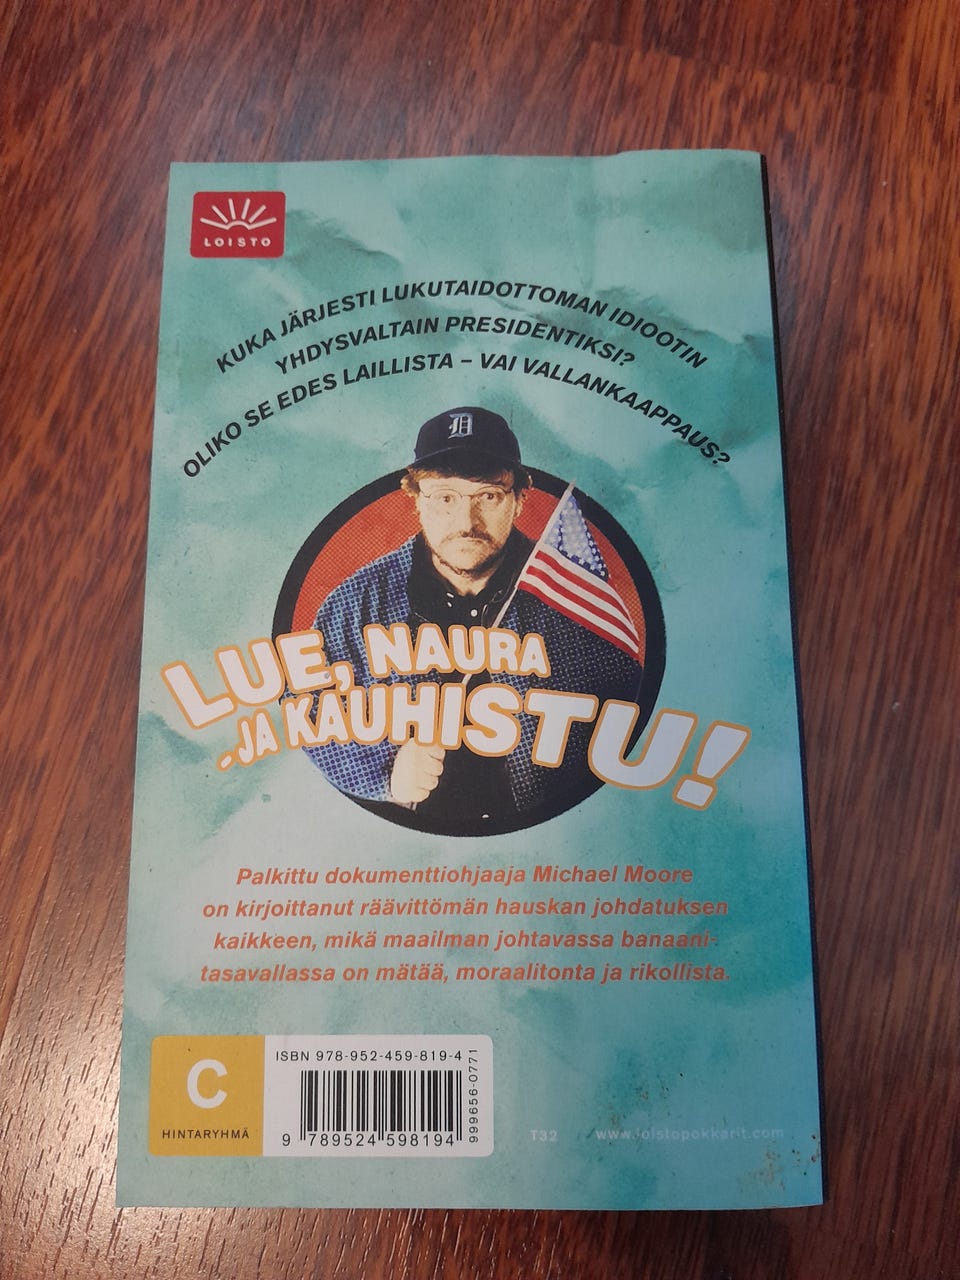 LOISTO
KUKA JÄRJESTI LUKUTAIDOTTOMAN IDIOOTIN
YHDYSVALTAIN PRESIDENTIKSI?
OLIKO SE EDES LAILLISTA – VAI VALLANKAAPPAUS?
D
LUE, NAURA
-JA KAUHISTU!
Palkittu dokumenttiohjaaja Michael Moore
on kirjoittanut räävittömän hauskan johdatuksen
kaikkeen, mikä maailman johtavassa banaani-
tasavallassa on mätää, moraalitonta ja rikollista.
C
HINTARYHMÄ
ISBN 978-952-459-819-4
9 789524 598194
999656-0771
T32
www.loistopokkarit.com